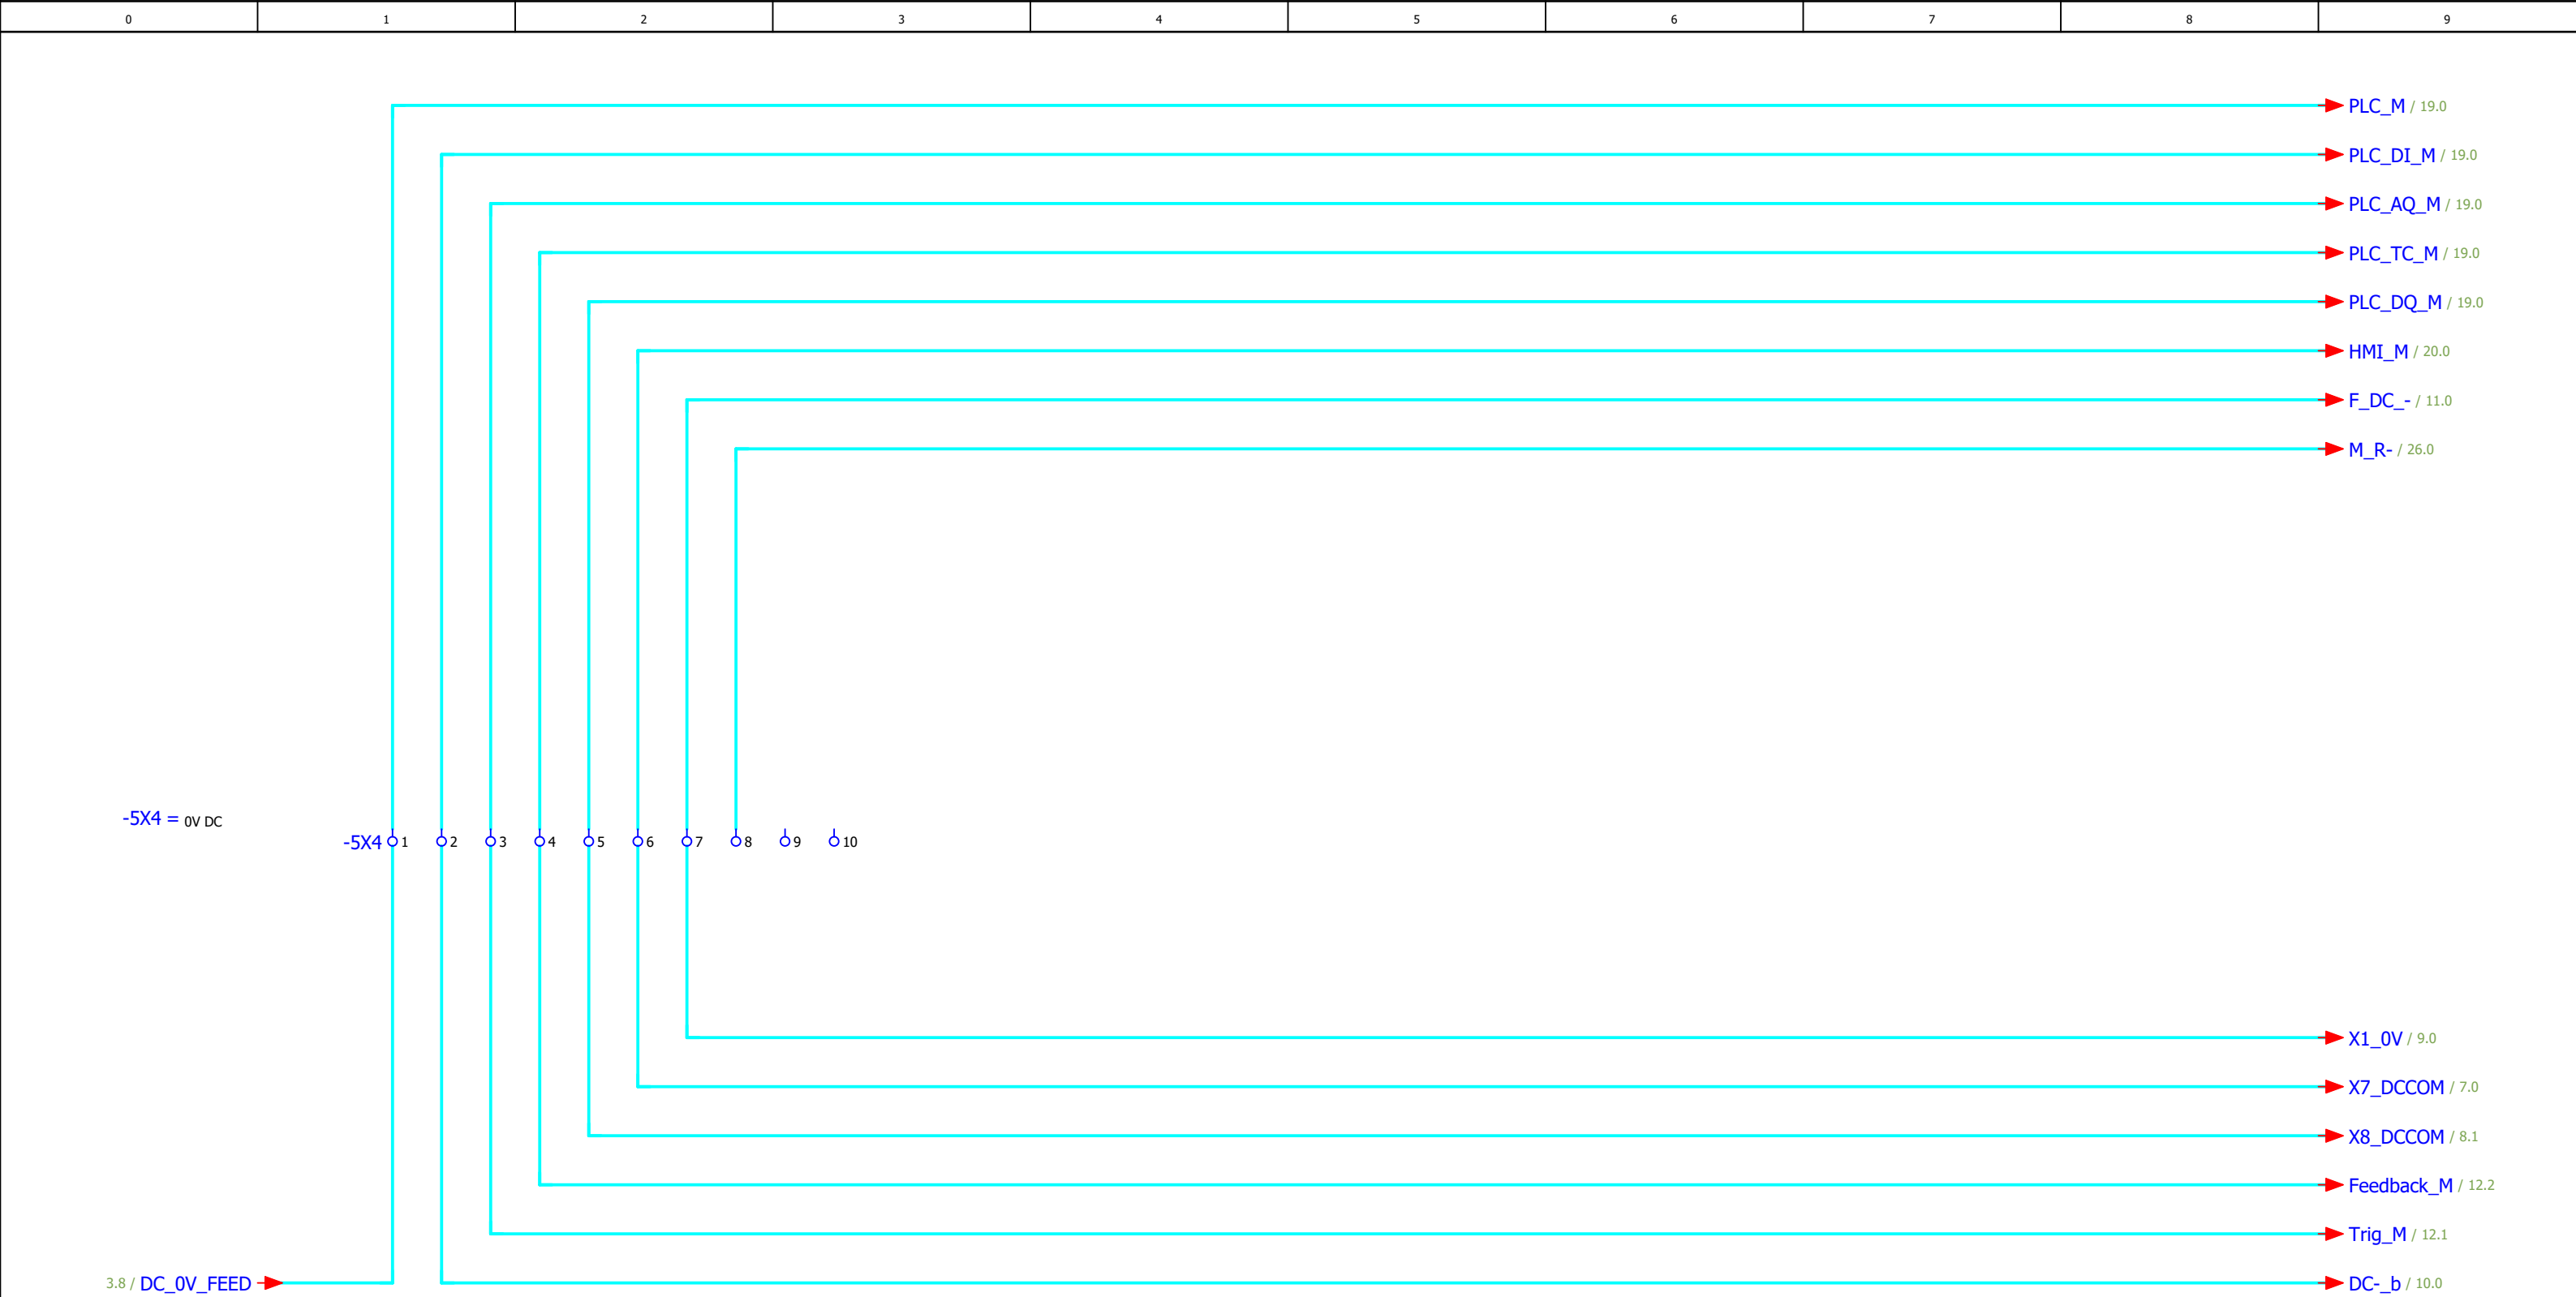 0 1 2 3 4 5 6 7 8 9
PLC_M / 19.0
PLC_DI_M / 19.0
PLC_AQ_M / 19.0
PLC_TC_M / 19.0
PLC_DQ_M / 19.0
HMI_M / 20.0
F_DC_- / 11.0
M_R- / 26.0
-5X4 = 0V DC
-5X4 1 2 3 4 5 6 7 8 9 10
X1_0V / 9.0
X7_DCCOM / 7.0
X8_DCCOM / 8.1
Feedback_M / 12.2
Trig_M / 12.1
3.8 / DC_0V_FEED
DC-_b / 10.0